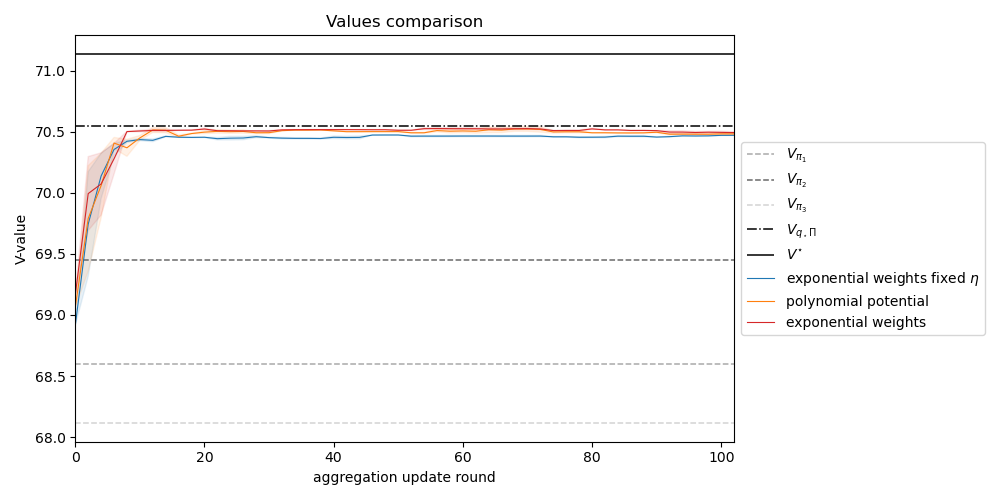 Values comparison
V-value
71.0
70.5
70.0
69.5
69.0
68.5
68.0
0 20 40 60 80 100
aggregation update round
V_{π_1}
V_{π_2}
V_{π_3}
V_{q_⋆,Π}
V^⋆
exponential weights fixed η
polynomial potential
exponential weights